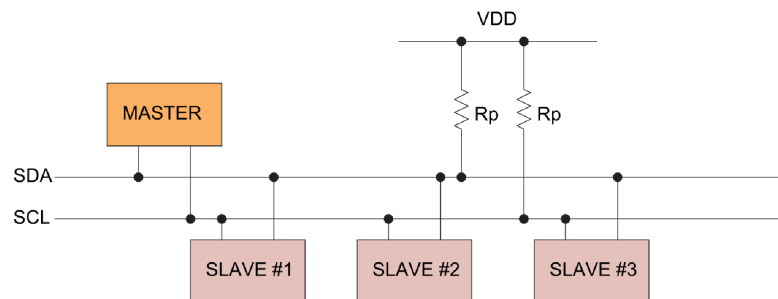 VDD
MASTER
Rp
Rp
SDA
SCL
SLAVE #1
SLAVE #2
SLAVE #3